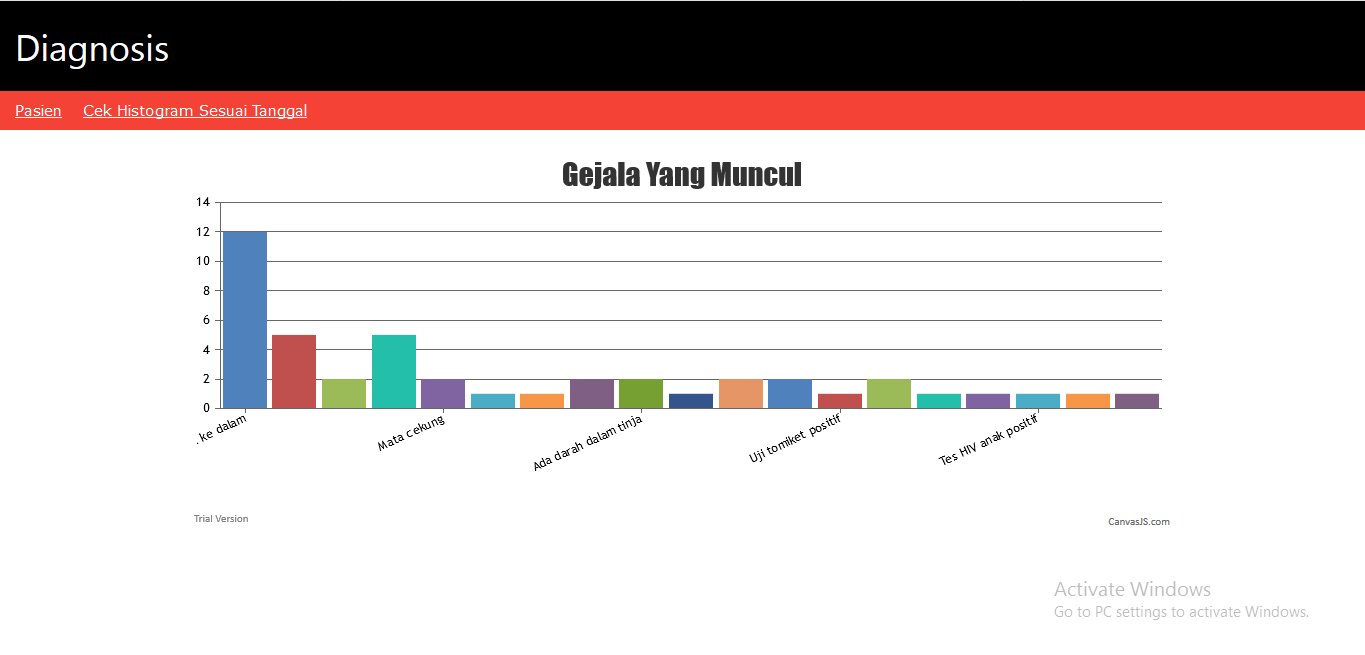 Diagnosis
Pasien Cek Histogram Sesuai Tanggal
Gejala Yang Muncul
14
12
10
8
6
4
2
0
. ke dalam
Mata cekung
Ada darah dalam tinja
Uji torniket positif
Tes HIV anak positif
Trial Version
CanvasJS.com
Activate Windows
Go to PC settings to activate Windows.